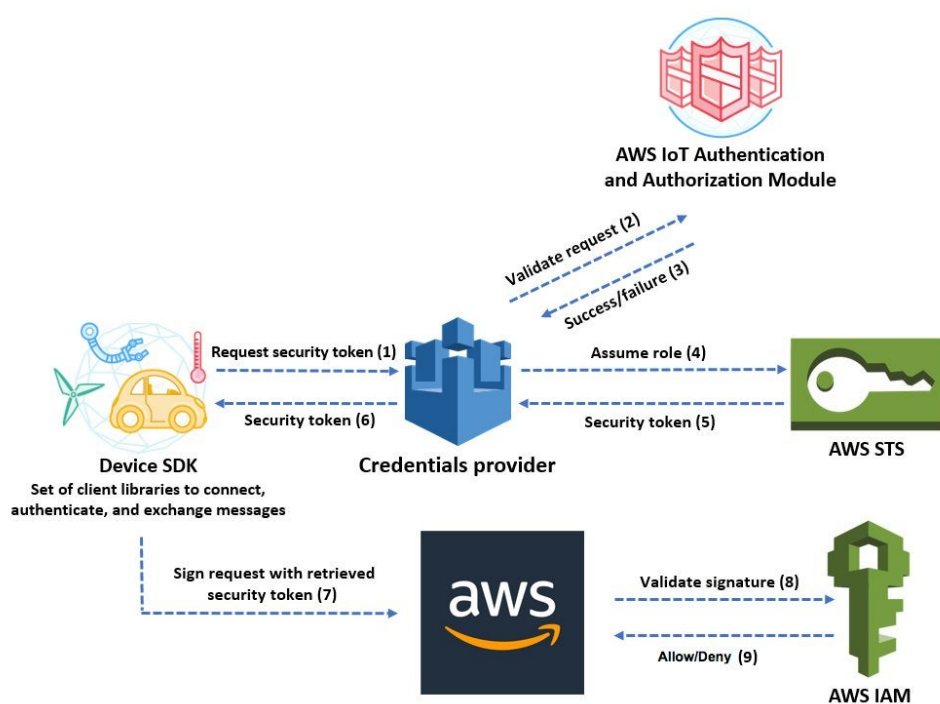 AWS IoT Authentication
and Authorization Module
Validate request (2)
Success/failure (3)
Request security token (1)
Assume role (4)
Security token (6)
Security token (5)
Device SDK
Set of client libraries to connect,
authenticate, and exchange messages
Credentials provider
AWS STS
Sign request with retrieved
security token (7)
aws
Validate signature (8)
Allow/Deny (9)
AWS IAM